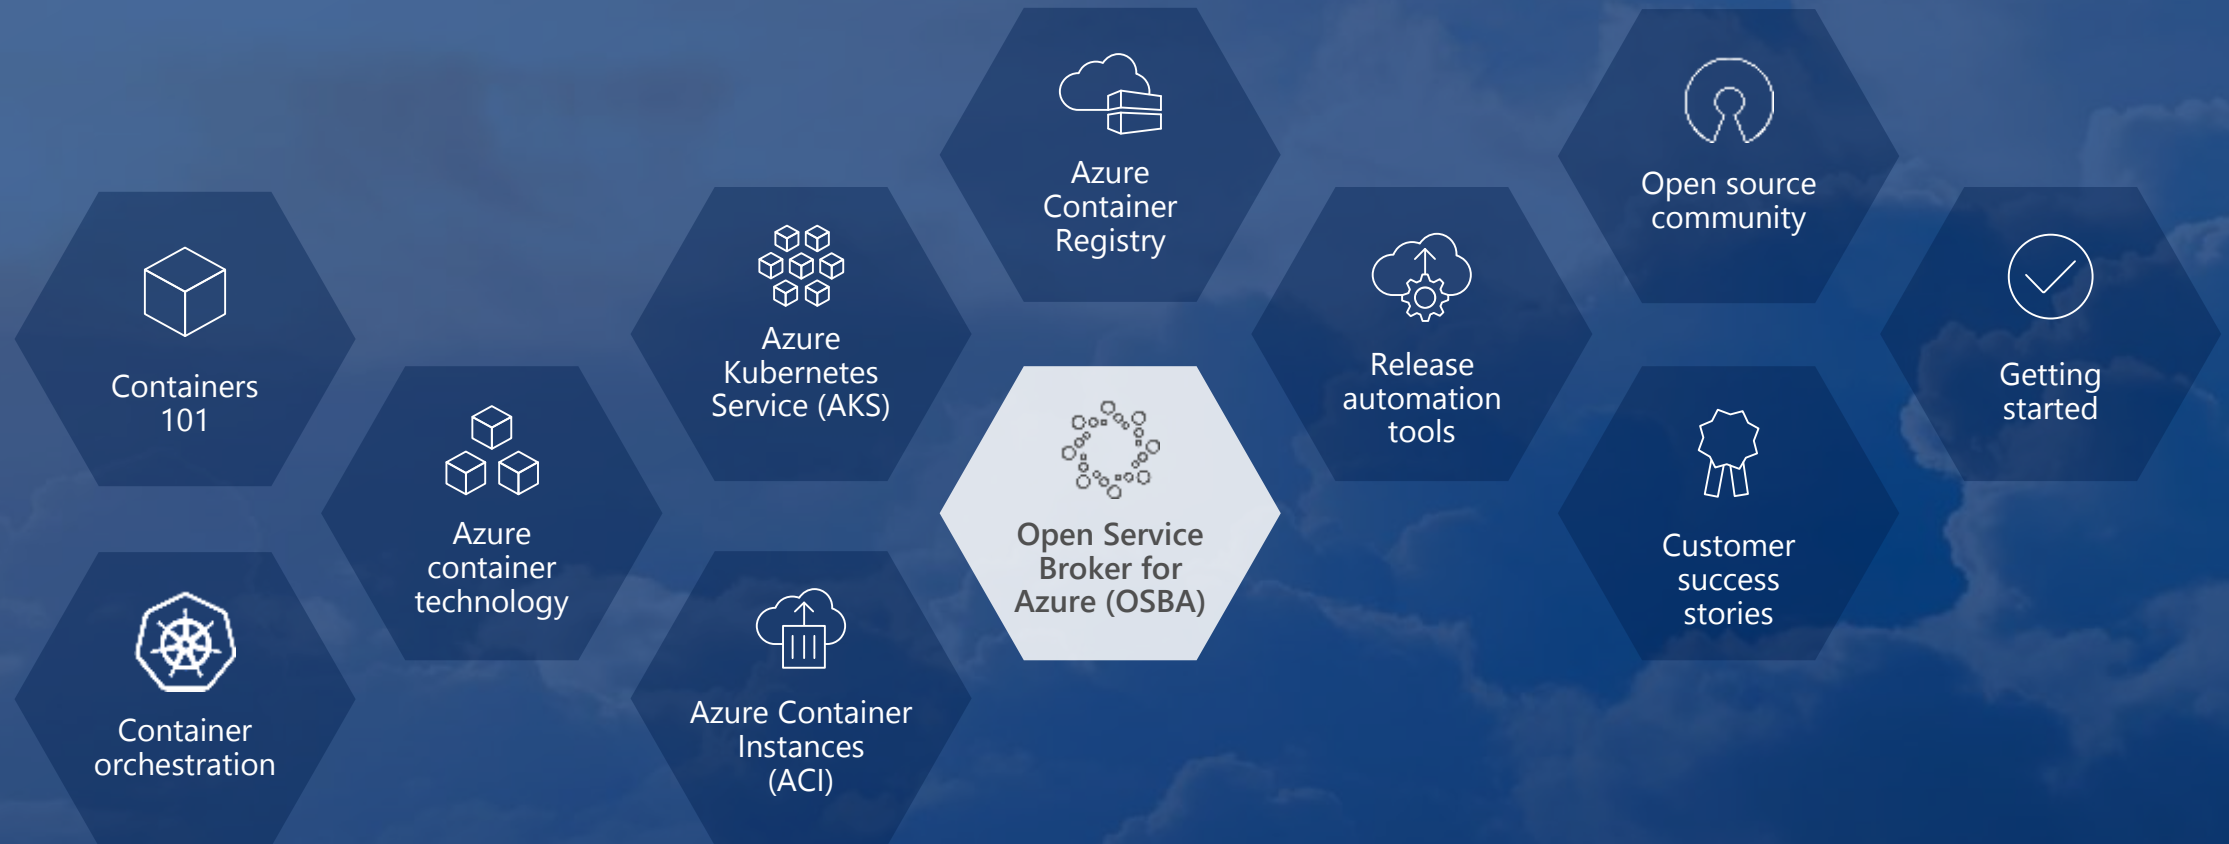 Containers
101
Container
orchestration
Azure
container
technology
Azure
Kubernetes
Service (AKS)
Azure Container
Instances
(ACI)
Azure
Container
Registry
Open Service
Broker for
Azure (OSBA)
Release
automation
tools
Open source
community
Customer
success
stories
Getting
started